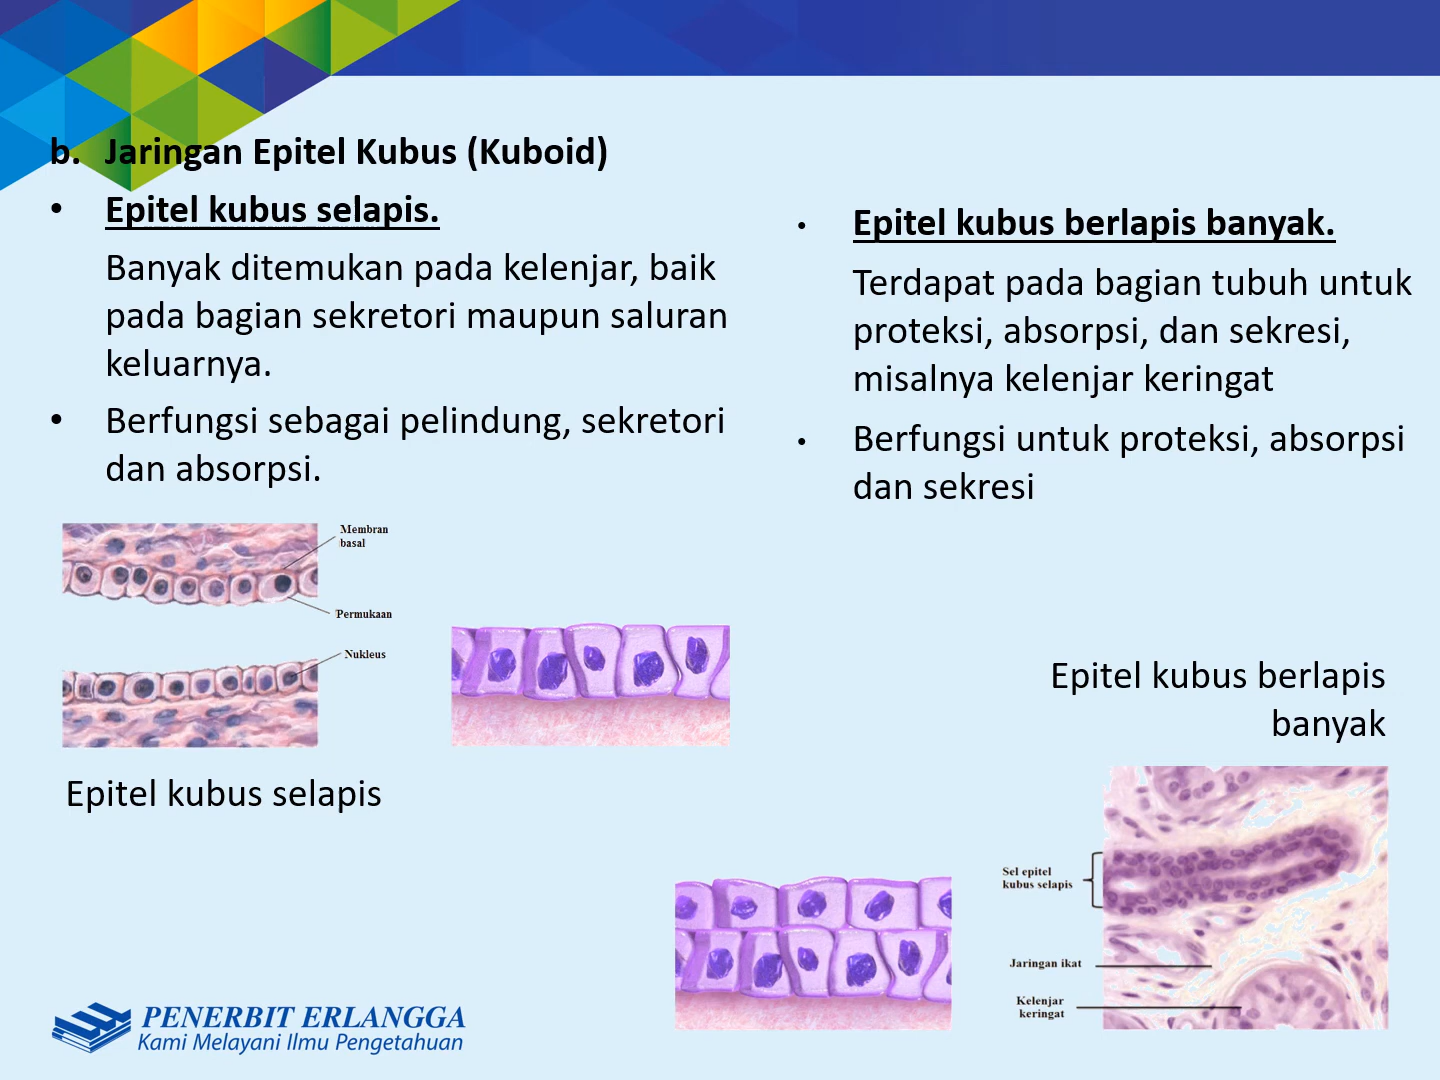 b. Jaringan Epitel Kubus (Kuboid)
• Epitel kubus selapis.
Banyak ditemukan pada kelenjar, baik
pada bagian sekretori maupun saluran
keluarnya.
• Berfungsi sebagai pelindung, sekretori
dan absorpsi.
• Epitel kubus berlapis banyak.
Terdapat pada bagian tubuh untuk
proteksi, absorpsi, dan sekresi,
misalnya kelenjar keringat
• Berfungsi untuk proteksi, absorpsi
dan sekresi
Membran
basal
Permukaan
Nukleus
Epitel kubus selapis
Epitel kubus berlapis
banyak
Sel epitel
kubus selapis
Jaringan ikat
Kelenjar
keringat
PENERBIT ERLANGGA
Kami Melayani Ilmu Pengetahuan